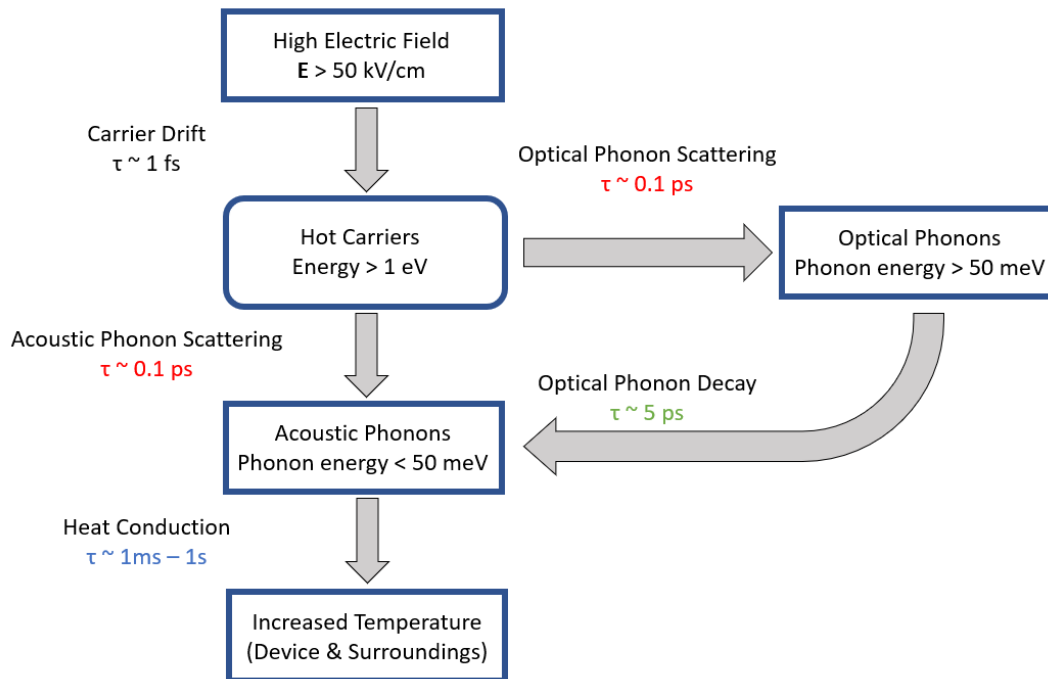 High Electric Field
E > 50 kV/cm
Carrier Drift
τ ~ 1 fs
Optical Phonon Scattering
τ ~ 0.1 ps
Hot Carriers
Energy > 1 eV
Optical Phonons
Phonon energy > 50 meV
Acoustic Phonon Scattering
τ ~ 0.1 ps
Optical Phonon Decay
τ ~ 5 ps
Acoustic Phonons
Phonon energy < 50 meV
Heat Conduction
τ ~ 1ms – 1s
Increased Temperature
(Device & Surroundings)